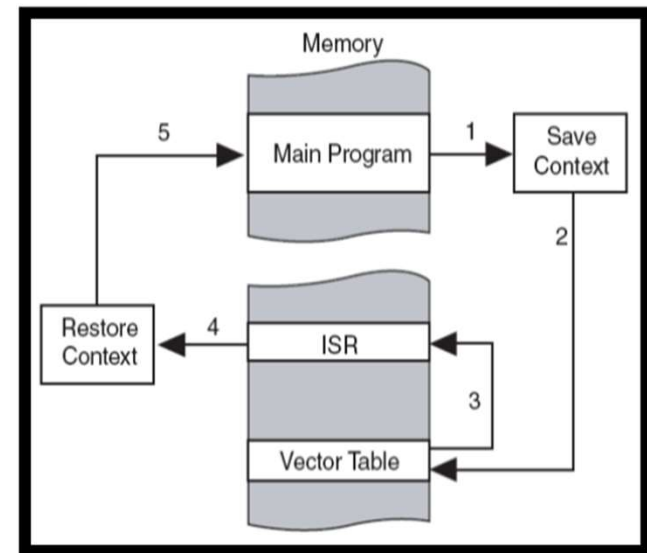 Memory
5
Main Program
1
Save
Context
2
Restore
Context
4
ISR
3
Vector Table